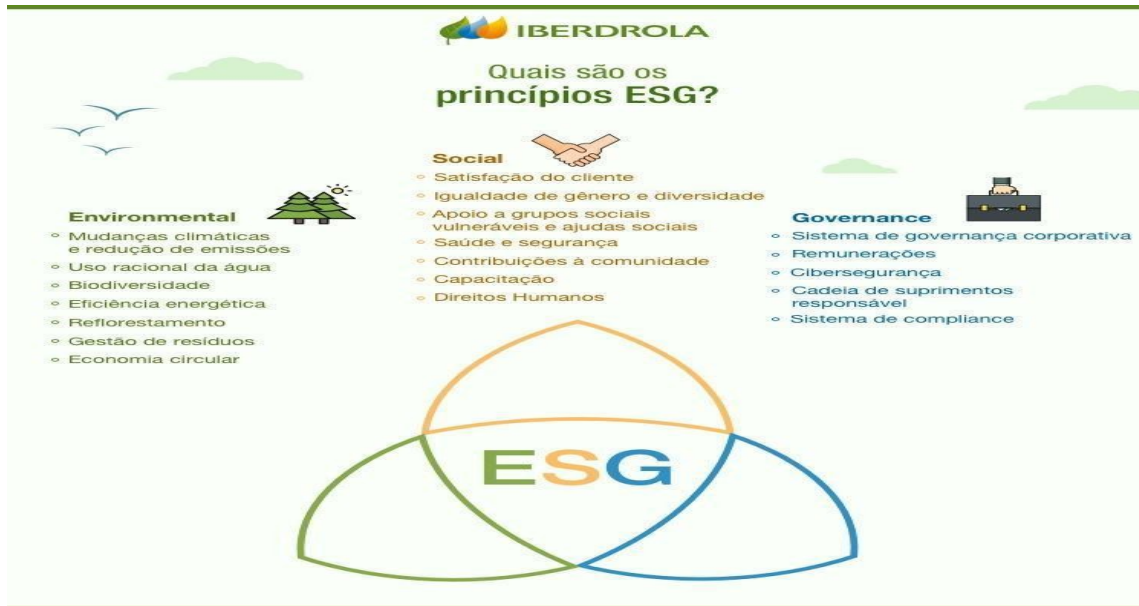 IBERDROLA
Quais são os
princípios ESG?
Social
Satisfação do cliente
Igualdade de gênero e diversidade
Apoio a grupos sociais
vulneráveis e ajudas sociais
Saúde e segurança
Contribuições à comunidade
Capacitação
Direitos Humanos
Environmental
Mudanças climáticas
e redução de emissões
Uso racional da água
Biodiversidade
Eficiência energética
Reflorestamento
Gestão de resíduos
Economia circular
Governance
Sistema de governança corporativa
Remunerações
Cibersegurança
Cadeia de suprimentos
responsável
Sistema de compliance
ESG